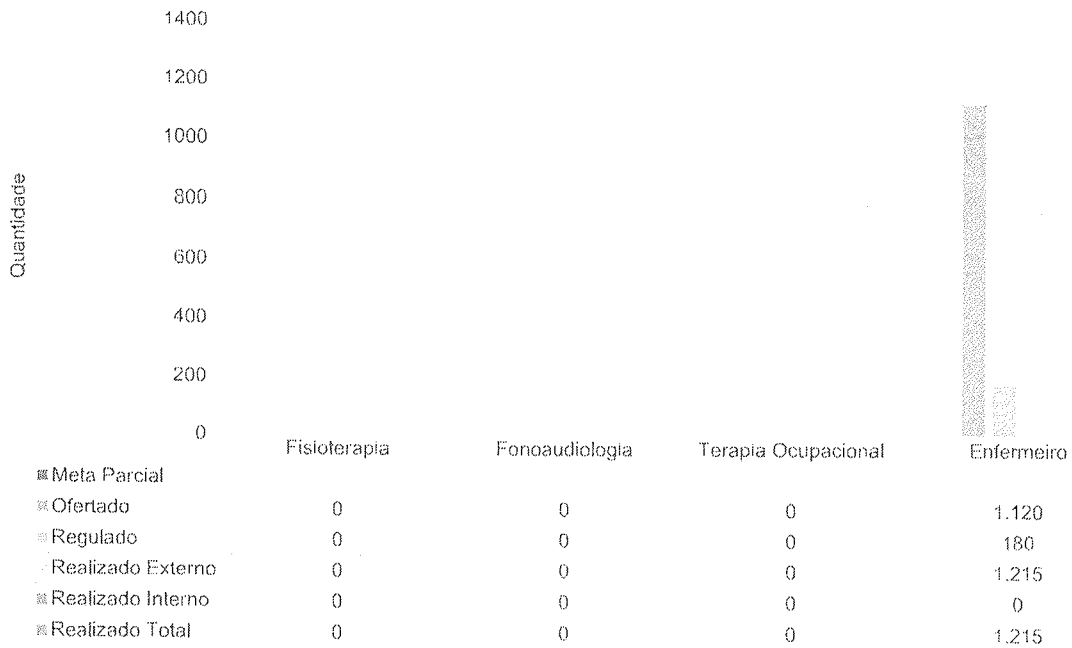 1400
1200
1000
800
600
400
200
0
Quantidade
Fisioterapia Fonoaudiologia Terapia Ocupacional Enfermeiro
Meta Parcial
Ofertado 0 0 0 1.120
Regulado 0 0 0 180
Realizado Externo 0 0 0 1.215
Realizado Interno 0 0 0 0
Realizado Total 0 0 0 1.215